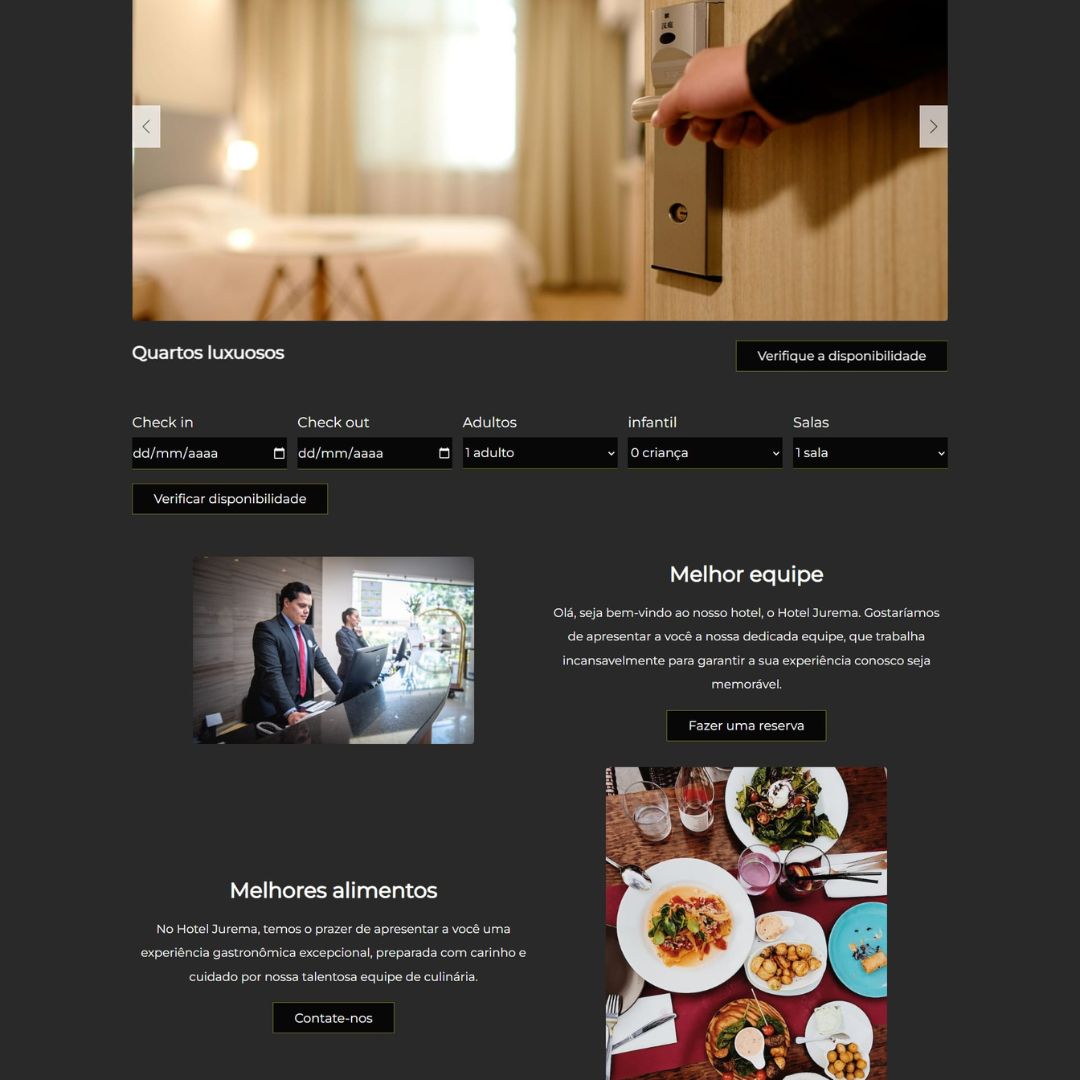 Quartos luxuosos
Verifique a disponibilidade
Check in
Check out
Adultos
infantil
Salas
dd/mm/aaaa
dd/mm/aaaa
1 adulto
0 criança
1 sala
Verificar disponibilidade
Melhor equipe
Olá, seja bem-vindo ao nosso hotel, o Hotel Jurema. Gostaríamos
de apresentar a você a nossa dedicada equipe, que trabalha
incansavelmente para garantir a sua experiência conosco seja
memorável.
Fazer uma reserva
Melhores alimentos
No Hotel Jurema, temos o prazer de apresentar a você uma
experiência gastronômica excepcional, preparada com carinho e
cuidado por nossa talentosa equipe de culinária.
Contate-nos